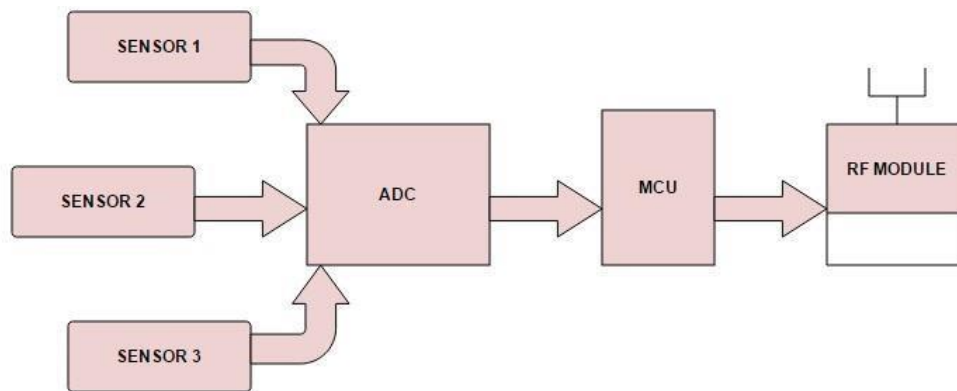 SENSOR 1
SENSOR 2
SENSOR 3
ADC
MCU
RF MODULE